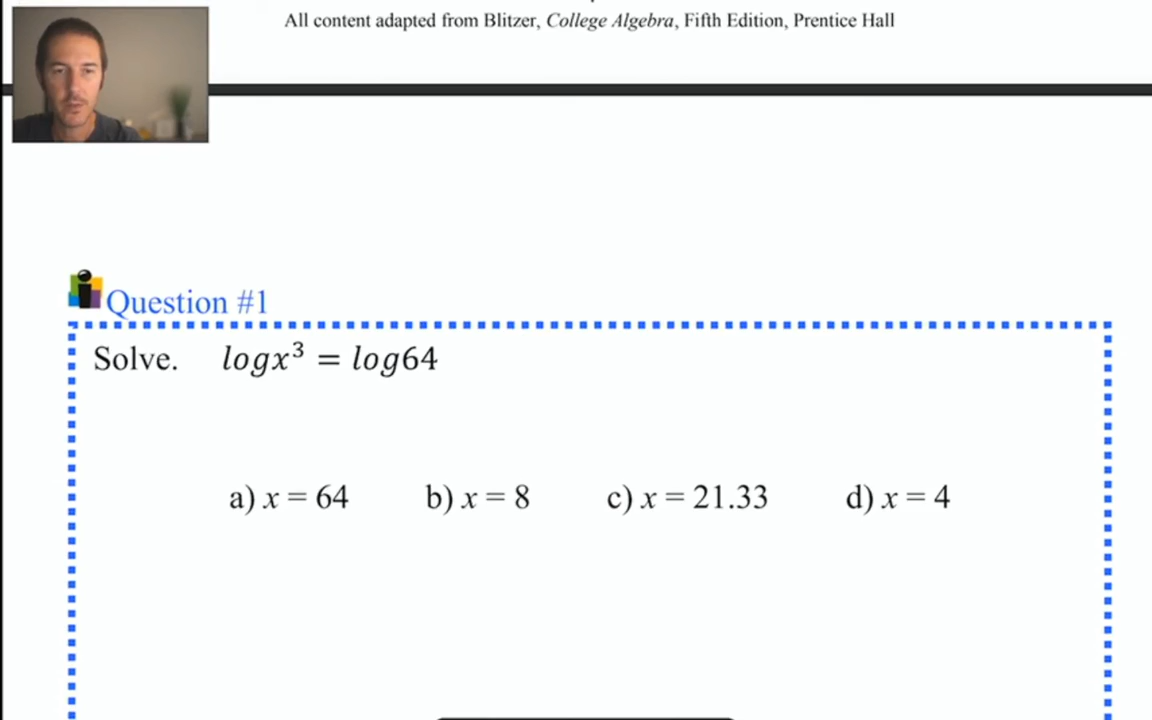 All content adapted from Blitzer, College Algebra, Fifth Edition, Prentice Hall
Question #1
Solve. logx³ = log64
a) x = 64 b) x = 8 c) x = 21.33 d) x = 4